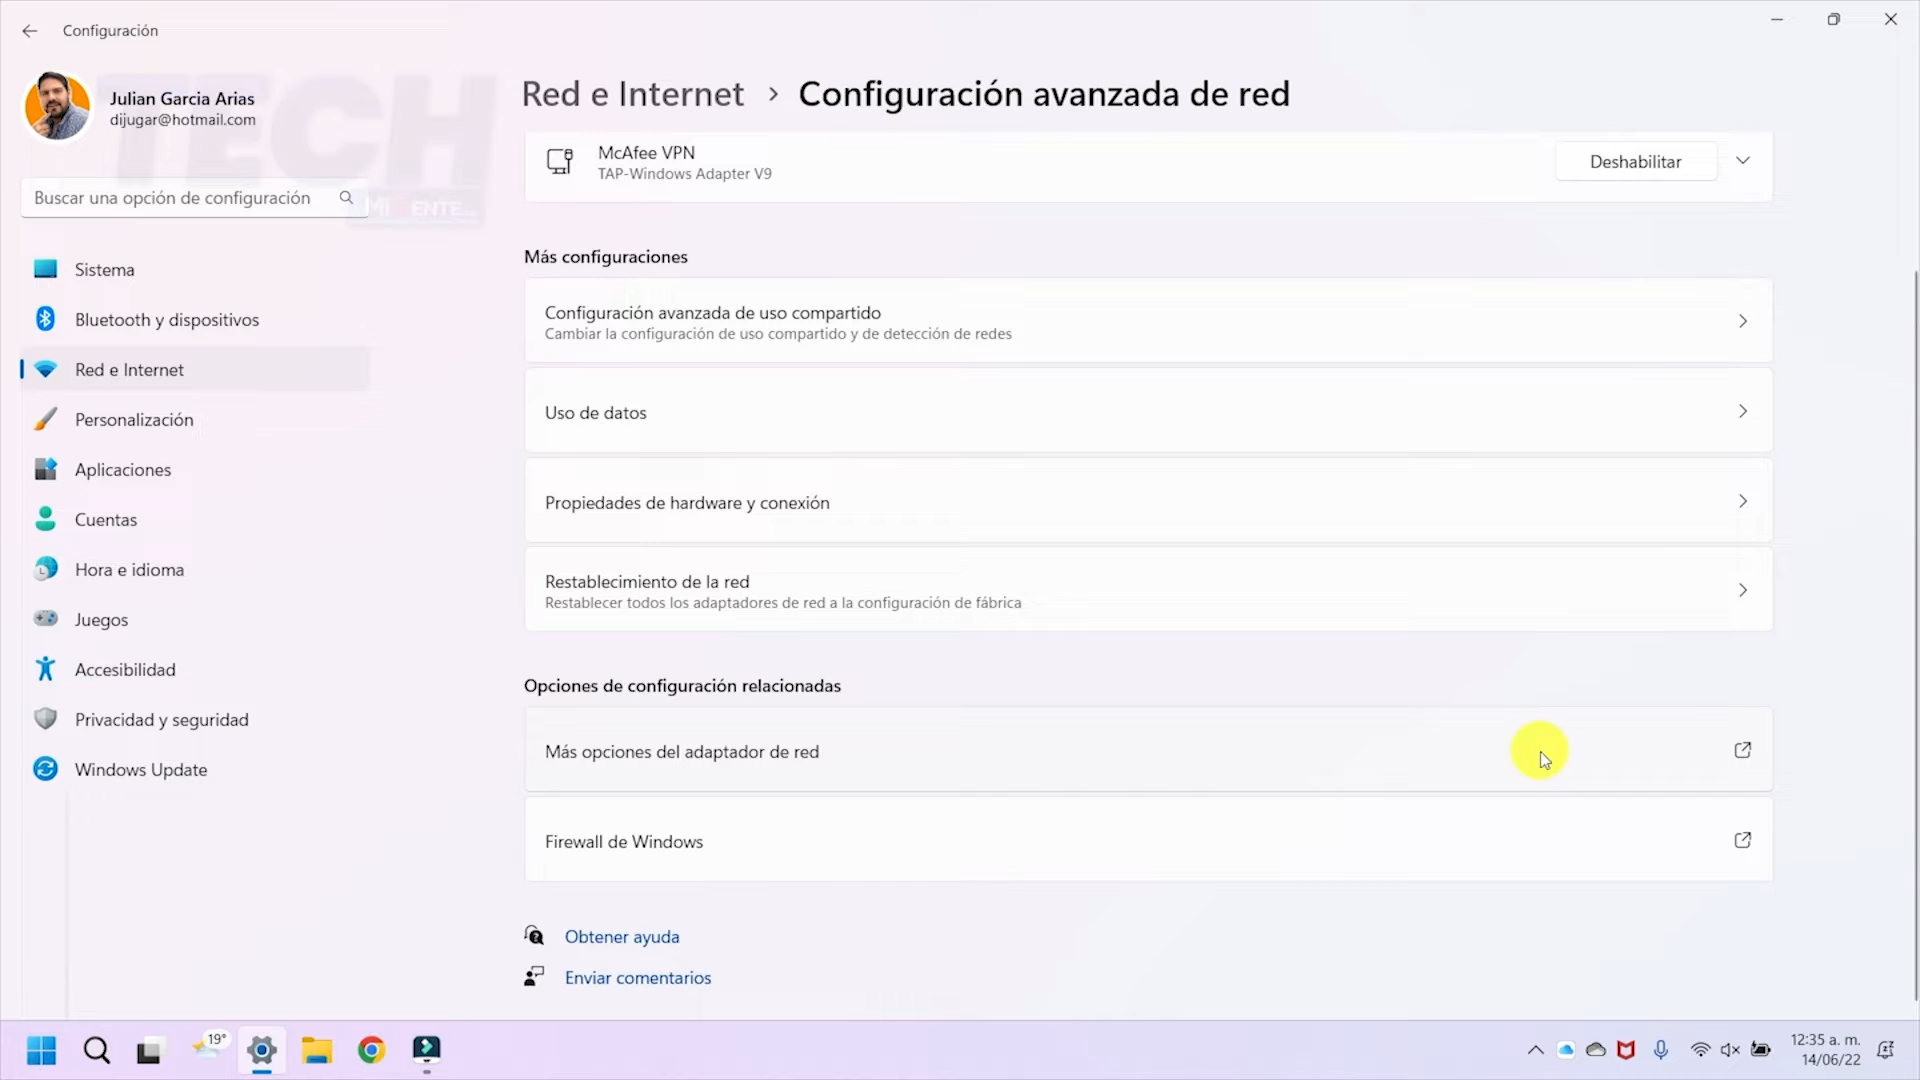 Configuración
TECH
Julian Garcia Arias
dijugar@hotmail.com
Buscar una opción de configuración
Sistema
Bluetooth y dispositivos
Red e Internet
Personalización
Aplicaciones
Cuentas
Hora e idioma
Juegos
Accesibilidad
Privacidad y seguridad
Windows Update
Red e Internet > Configuración avanzada de red
McAfee VPN
TAP-Windows Adapter V9
Deshabilitar
Más configuraciones
Configuración avanzada de uso compartido
Cambiar la configuración de uso compartido y de detección de redes
Uso de datos
Propiedades de hardware y conexión
Restablecimiento de la red
Restablecer todos los adaptadores de red a la configuración de fábrica
Opciones de configuración relacionadas
Más opciones del adaptador de red
Firewall de Windows
Obtener ayuda
Enviar comentarios
19°
12:35 a. m.
14/06/22